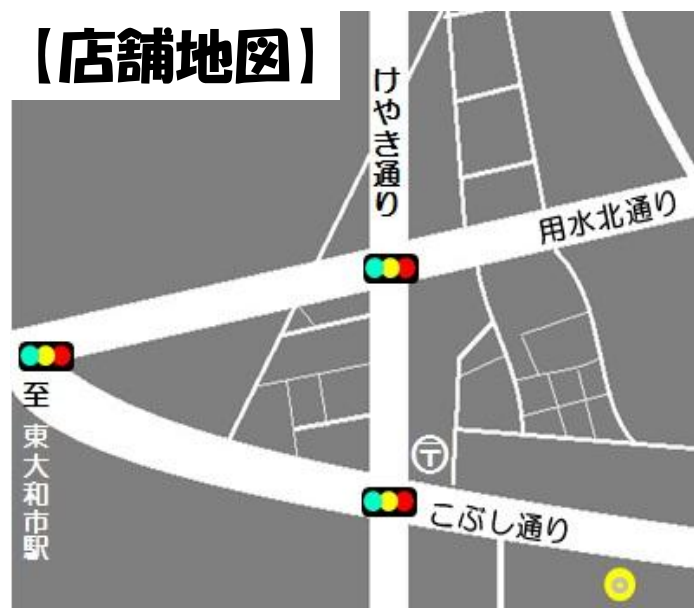 【店舗地図】
けやき通り
用水北通り
至 東大和市駅
こぶし通り